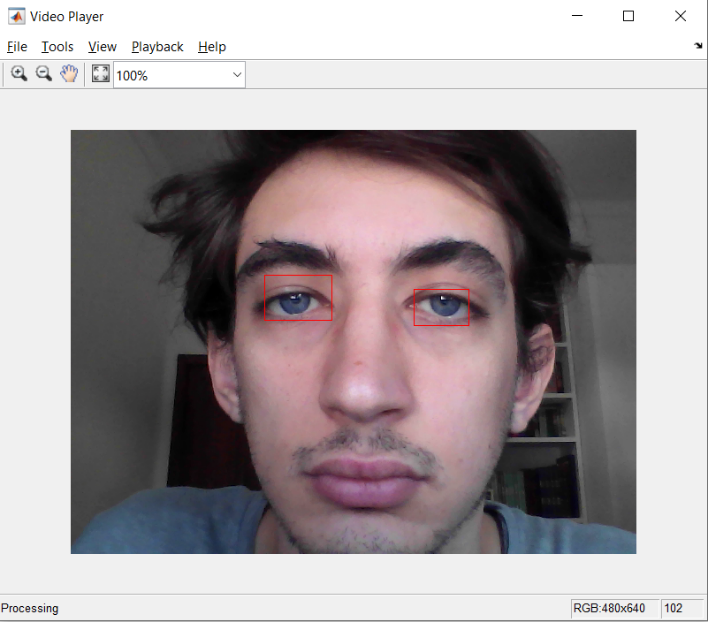 Video Player
File Tools View Playback Help
100%
Processing RGB:480x640 102